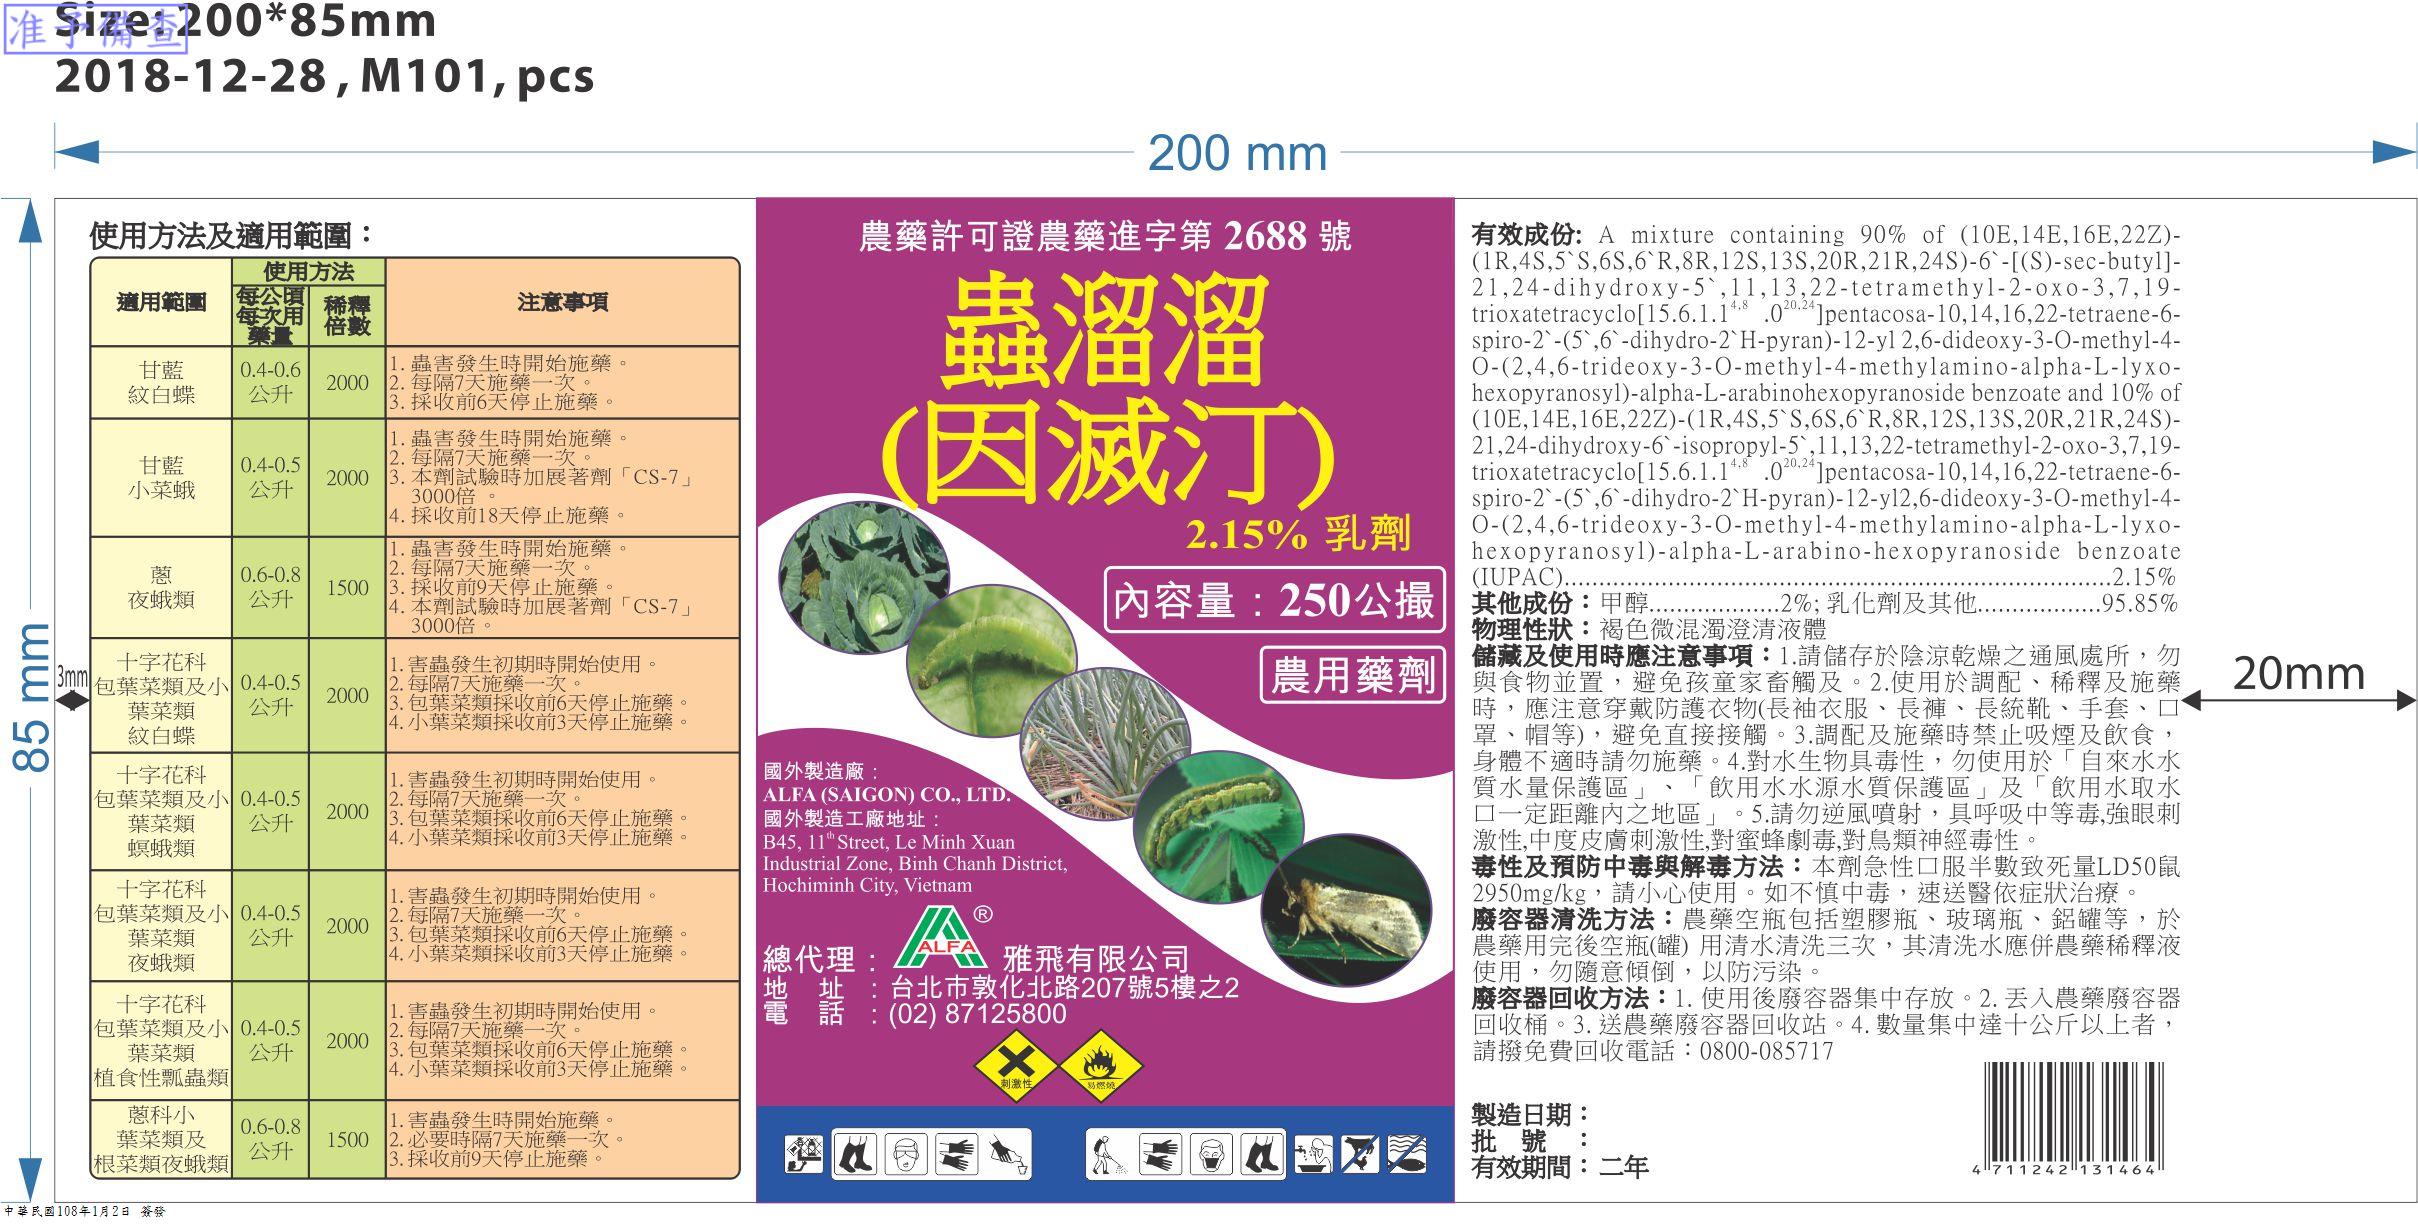 准予備查
Size: 200*85mm
2018-12-28 , M101, pcs
200 mm
85 mm
3mm
20mm
使用方法及適用範圍：
適用範圍
使用方法
每公頃
每次用
藥量
稀釋
倍數
注意事項
甘藍
紋白蝶
0.4-0.6
公升
2000
1. 蟲害發生時開始施藥。
2. 每隔7天施藥一次。
3. 採收前6天停止施藥。
甘藍
小菜蛾
0.4-0.5
公升
2000
1. 蟲害發生時開始施藥。
2. 每隔7天施藥一次。
3. 本劑試驗時加展著劑「CS-7」
3000倍 。
4. 採收前18天停止施藥。
蔥
夜蛾類
0.6-0.8
公升
1500
1. 蟲害發生時開始施藥。
2. 每隔7天施藥一次。
3. 採收前9天停止施藥。
4. 本劑試驗時加展著劑「CS-7」
3000倍。
十字花科
包葉菜類及小
葉菜類
紋白蝶
0.4-0.5
公升
2000
1. 害蟲發生初期時開始使用。
2. 每隔7天施藥一次。
3. 包葉菜類採收前6天停止施藥。
4. 小葉菜類採收前3天停止施藥。
十字花科
包葉菜類及小
葉菜類
螟蛾類
0.4-0.5
公升
2000
1. 害蟲發生初期時開始使用。
2. 每隔7天施藥一次。
3. 包葉菜類採收前6天停止施藥。
4. 小葉菜類採收前3天停止施藥。
十字花科
包葉菜類及小
葉菜類
夜蛾類
0.4-0.5
公升
2000
1. 害蟲發生初期時開始使用。
2. 每隔7天施藥一次。
3. 包葉菜類採收前6天停止施藥。
4. 小葉菜類採收前3天停止施藥。
十字花科
包葉菜類及小
葉菜類
植食性瓢蟲類
0.4-0.5
公升
2000
1. 害蟲發生初期時開始使用。
2. 每隔7天施藥一次。
3. 包葉菜類採收前6天停止施藥。
4. 小葉菜類採收前3天停止施藥。
蔥科小
葉菜類及
根菜類夜蛾類
0.6-0.8
公升
1500
1. 害蟲發生時開始施藥。
2. 必要時隔7天施藥一次。
3. 採收前9天停止施藥。
農藥許可證農藥進字第 2688 號
蟲溜溜
(因滅汀)
2.15% 乳劑
內容量：250公撮
農用藥劑
國外製造廠：
ALFA (SAIGON) CO., LTD.
國外製造工廠地址：
B45, 11th Street, Le Minh Xuan
Industrial Zone, Binh Chanh District,
Hochiminh City, Vietnam
ALFA ®
總代理： 雅飛有限公司
地 址 ：台北市敦化北路207號5樓之2
電 話 ：(02) 87125800
刺激性
易燃燒
有效成份: A mixture containing 90% of (10E,14E,16E,22Z)-
(1R,4S,5`S,6S,6`R,8R,12S,13S,20R,21R,24S)-6`-[(S)-sec-butyl]-
21,24-dihydroxy-5`,11,13,22-tetramethyl-2-oxo-3,7,19-
trioxatetracyclo[15.6.1.14,8 .020,24]pentacosa-10,14,16,22-tetraene-6-
spiro-2`-(5`,6`-dihydro-2`H-pyran)-12-yl 2,6-dideoxy-3-O-methyl-4-
O-(2,4,6-trideoxy-3-O-methyl-4-methylamino-alpha-L-lyxo-
hexopyranosyl)-alpha-L-arabinohexopyranoside benzoate and 10% of
(10E,14E,16E,22Z)-(1R,4S,5`S,6S,6`R,8R,12S,13S,20R,21R,24S)-
21,24-dihydroxy-6`-isopropyl-5`,11,13,22-tetramethyl-2-oxo-3,7,19-
trioxatetracyclo[15.6.1.14,8 .020,24]pentacosa-10,14,16,22-tetraene-6-
spiro-2`-(5`,6`-dihydro-2`H-pyran)-12-yl2,6-dideoxy-3-O-methyl-4-
O-(2,4,6-trideoxy-3-O-methyl-4-methylamino-alpha-L-lyxo-
hexopyranosyl)-alpha-L-arabino-hexopyranoside benzoate
(IUPAC)...............................................................................2.15%
其他成份：甲醇...................2%; 乳化劑及其他..................95.85%
物理性狀：褐色微混濁澄清液體
儲藏及使用時應注意事項：1.請儲存於陰涼乾燥之通風處所，勿
與食物並置，避免孩童家畜觸及。2.使用於調配、稀釋及施藥
時，應注意穿戴防護衣物(長袖衣服、長褲、長統靴、手套、口
罩、帽等)，避免直接接觸。3.調配及施藥時禁止吸煙及飲食，
身體不適時請勿施藥。4.對水生物具毒性，勿使用於「自來水水
質水量保護區」、「飲用水水源水質保護區」及「飲用水取水
口一定距離內之地區」。5.請勿逆風噴射，具呼吸中等毒,強眼刺
激性,中度皮膚刺激性,對蜜蜂劇毒,對鳥類神經毒性。
毒性及預防中毒與解毒方法：本劑急性口服半數致死量LD50鼠
2950mg/kg，請小心使用。如不慎中毒，速送醫依症狀治療。
廢容器清洗方法：農藥空瓶包括塑膠瓶、玻璃瓶、鋁罐等，於
農藥用完後空瓶(罐) 用清水清洗三次，其清洗水應併農藥稀釋液
使用，勿隨意傾倒，以防污染。
廢容器回收方法：1. 使用後廢容器集中存放。2. 丟入農藥廢容器
回收桶。3. 送農藥廢容器回收站。4. 數量集中達十公斤以上者，
請撥免費回收電話：0800-085717
製造日期：
批 號 ：
有效期間：二年
4 711242 131464
中華民國108年1月2日 簽發